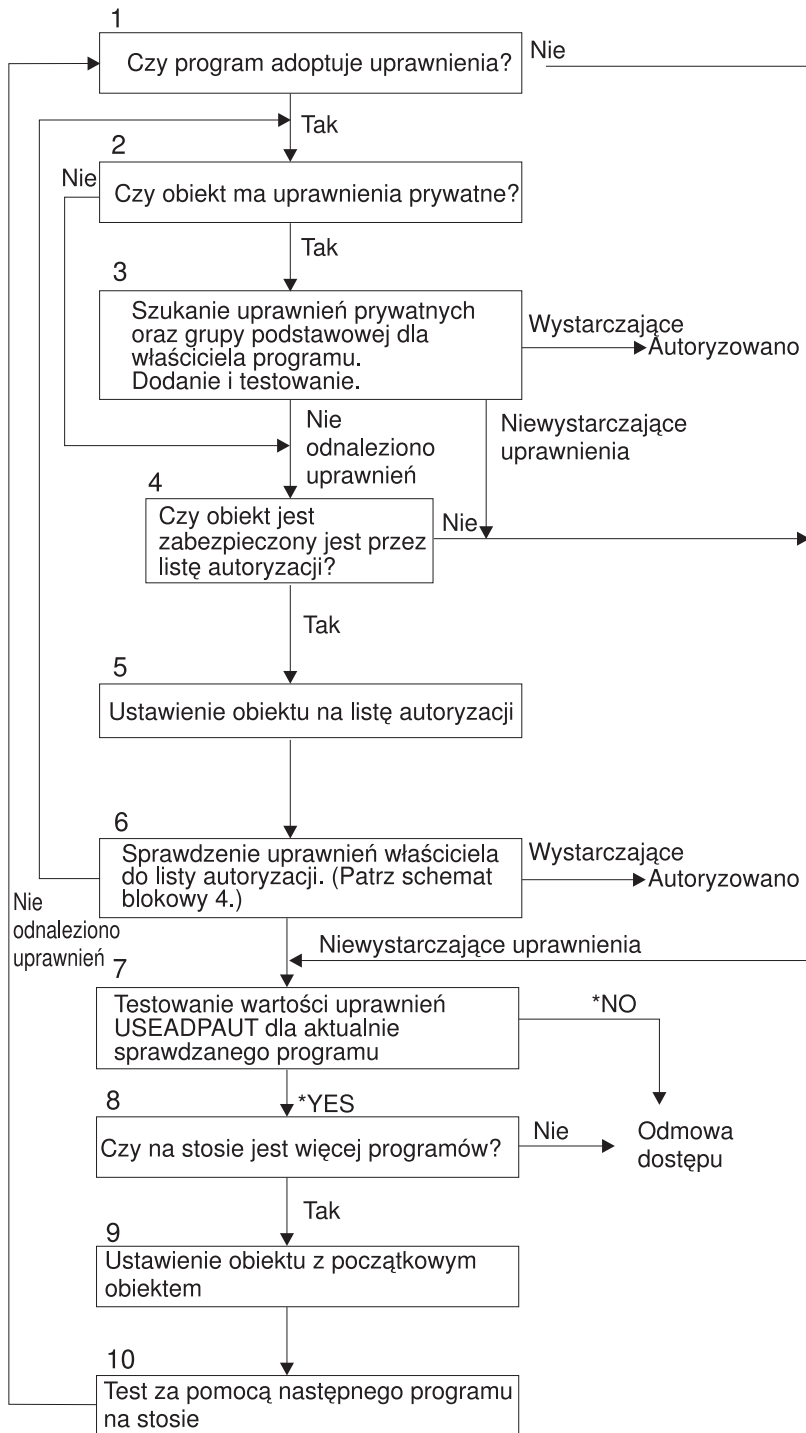 1
Czy program adoptuje uprawnienia?
Nie
Tak
2
Nie
Czy obiekt ma uprawnienia prywatne?
Tak
3
Szukanie uprawnień prywatnych
oraz grupy podstawowej dla
właściciela programu.
Dodanie i testowanie.
Wystarczające
Autoryzowano
Nie
odnaleziono
uprawnień
Niewystarczające
uprawnienia
4
Czy obiekt jest
zabezpieczony jest przez
listę autoryzacji?
Nie
Tak
5
Ustawienie obiektu na listę autoryzacji
6
Sprawdzenie uprawnień właściciela
do listy autoryzacji. (Patrz schemat
blokowy 4.)
Wystarczające
Autoryzowano
Nie
odnaleziono
uprawnień
Niewystarczające uprawnienia
7
Testowanie wartości uprawnień
USEADPAUT dla aktualnie
sprawdzanego programu
*NO
*YES
8
Czy na stosie jest więcej programów?
Nie
Odmowa
dostępu
Tak
9
Ustawienie obiektu z początkowym
obiektem
10
Test za pomocą następnego programu
na stosie